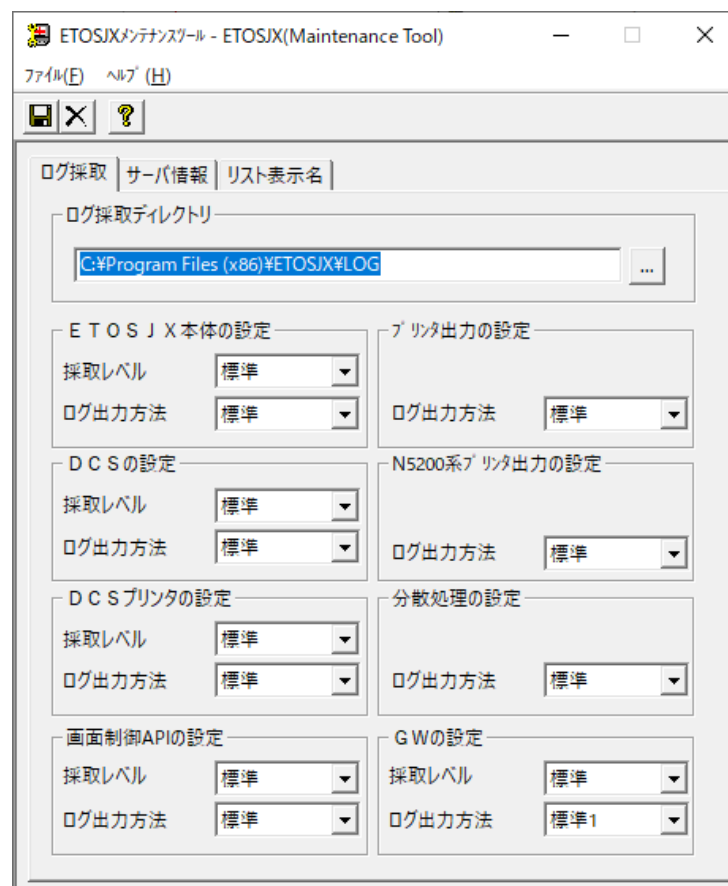 ETOSJXﾒﾝﾃﾅﾝｽﾂｰﾙ - ETOSJX(Maintenance Tool)
ﾌｧｲﾙ(F) ﾍﾙﾌﾟ(H)
ログ採取 サーバ情報 リスト表示名
ログ採取ディレクトリ
C:¥Program Files (x86)¥ETOSJX¥LOG ...
ＥＴＯＳＪＸ本体の設定
採取レベル 標準
ログ出力方法 標準
ﾌﾟﾘﾝﾀ出力の設定
ログ出力方法 標準
ＤＣＳの設定
採取レベル 標準
ログ出力方法 標準
N5200系ﾌﾟﾘﾝﾀ出力の設定
ログ出力方法 標準
ＤＣＳプリンタの設定
採取レベル 標準
ログ出力方法 標準
分散処理の設定
ログ出力方法 標準
画面制御APIの設定
採取レベル 標準
ログ出力方法 標準
ＧＷの設定
採取レベル 標準
ログ出力方法 標準1